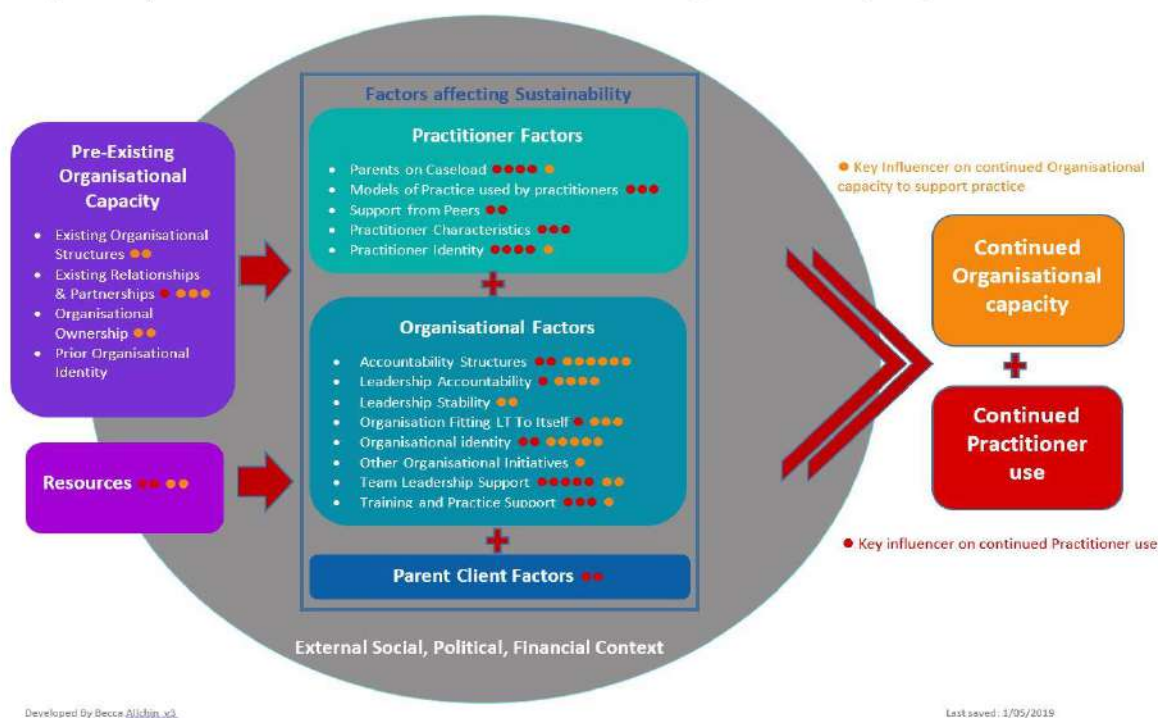 Factors affecting Sustainability
Pre-Existing
Organisational
Capacity
• Existing Organisational
Structures
• Existing Relationships
& Partnerships
• Organisational
Ownership
• Prior Organisational
Identity
Resources
Practitioner Factors
• Parents on Caseload
• Models of Practice used by practitioners
• Support from Peers
• Practitioner Characteristics
• Practitioner Identity
+
Organisational Factors
• Accountability Structures
• Leadership Accountability
• Leadership Stability
• Organisation Fitting LT To Itself
• Organisational identity
• Other Organisational Initiatives
• Team Leadership Support
• Training and Practice Support
+
Parent Client Factors
External Social, Political, Financial Context
Key Influencer on continued Organisational
capacity to support practice
Continued
Organisational
capacity
+
Continued
Practitioner
use
Key influencer on continued Practitioner use
Developed By Becca Allchin v3
Last saved: 1/05/2019